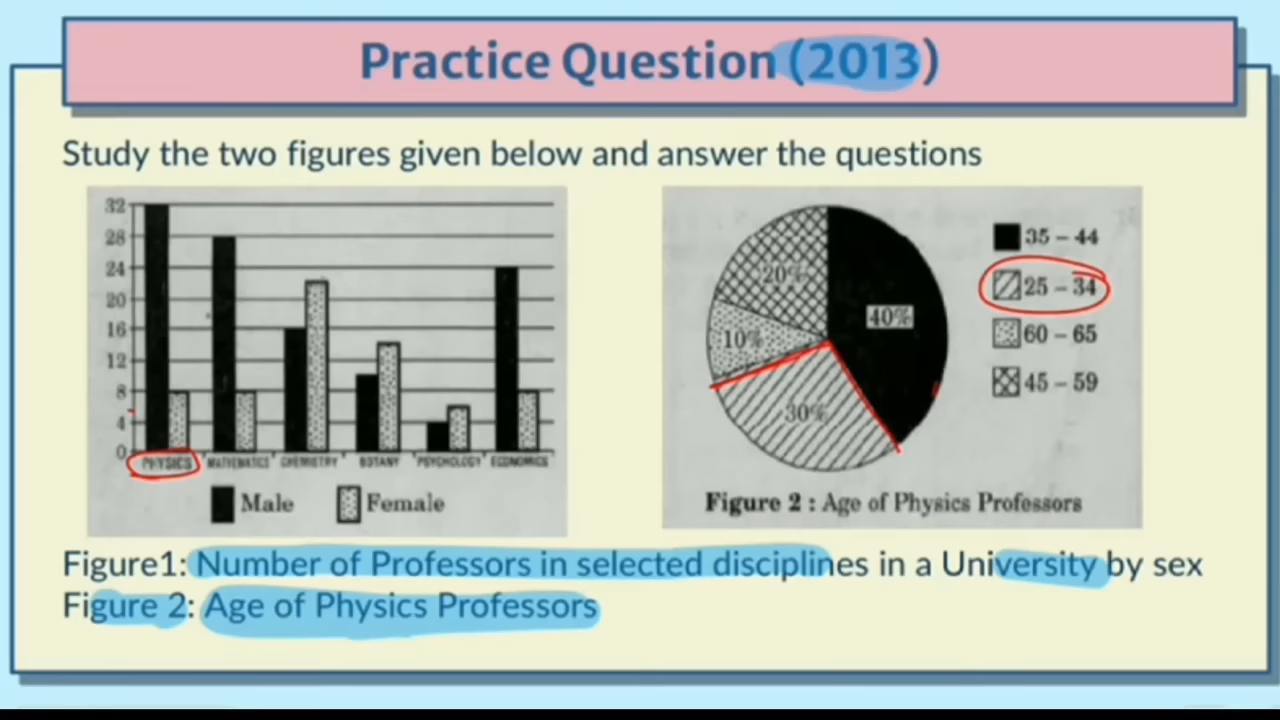 Practice Question (2013)
Study the two figures given below and answer the questions
32
28
24
20
16
12
8
4
0
PHYSICS MATHEMATICS CHEMISTRY BOTANY PSYCHOLOGY ECONOMICS
Male Female
20%
40%
10%
30%
35 – 44
25 – 34
60 – 65
45 – 59
Figure 2 : Age of Physics Professors
Figure1: Number of Professors in selected disciplines in a University by sex
Figure 2: Age of Physics Professors